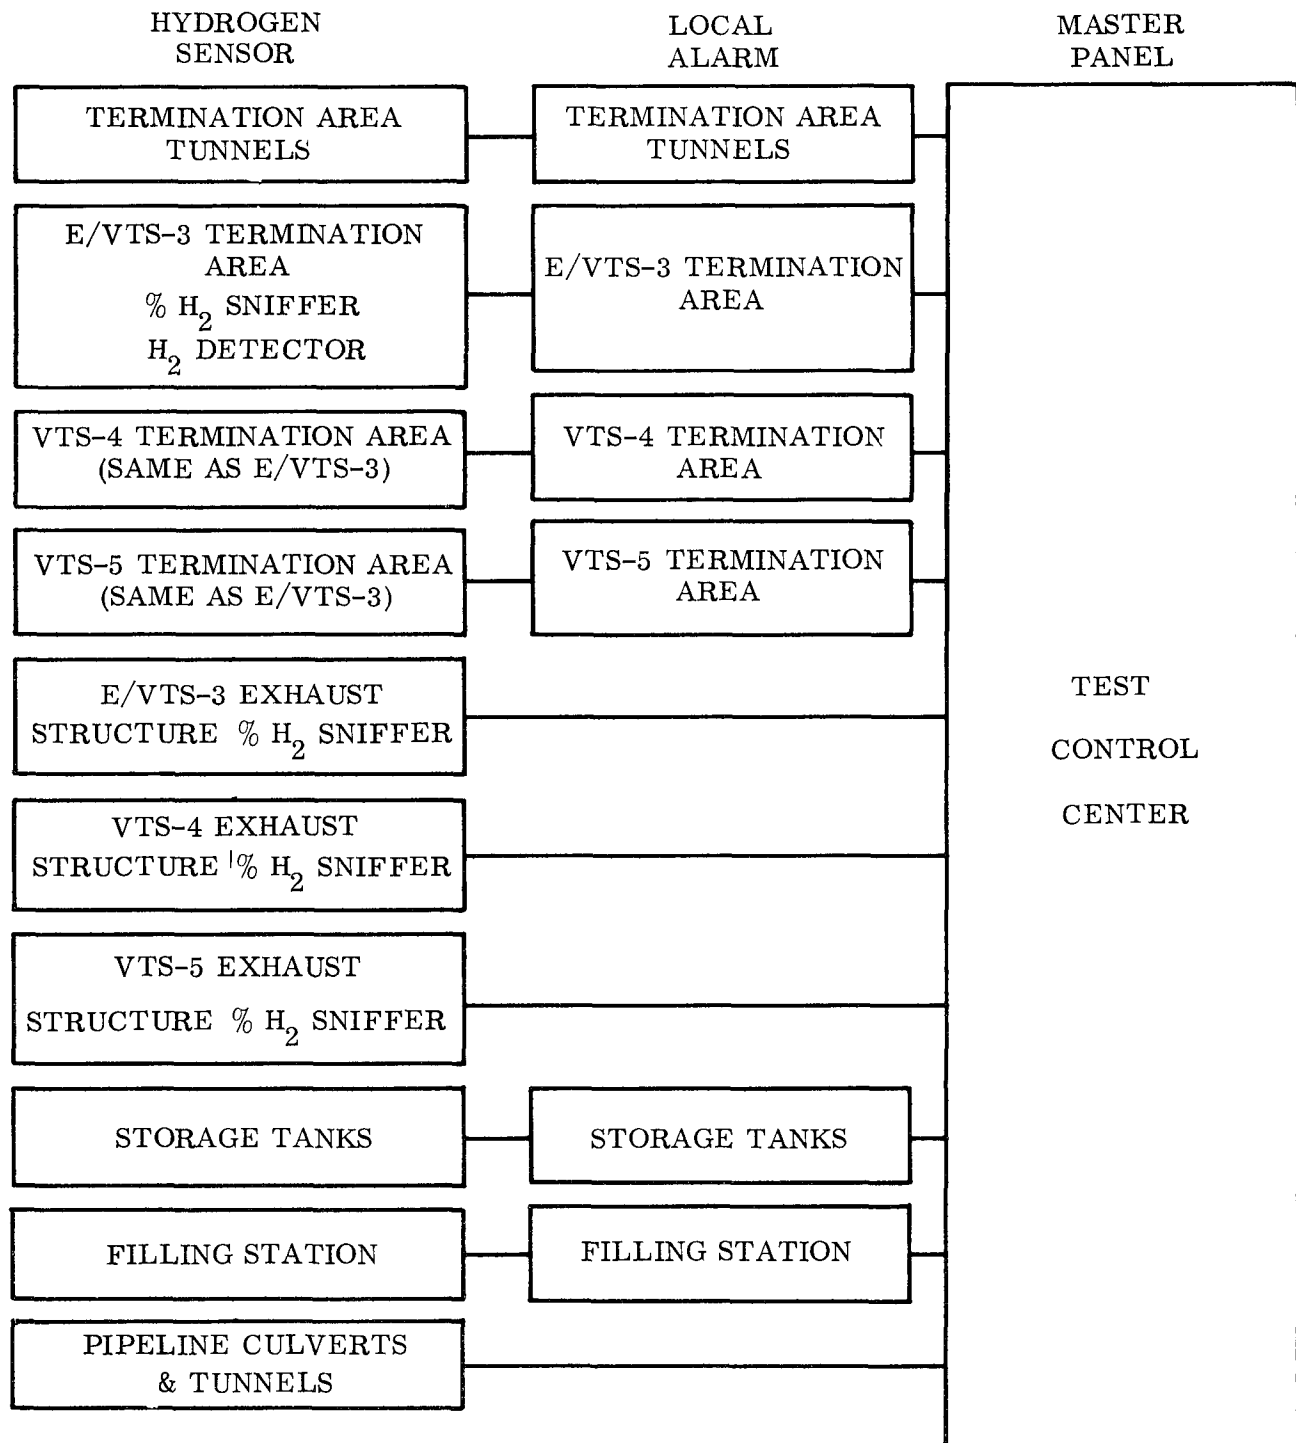 HYDROGEN
SENSOR
LOCAL
ALARM
MASTER
PANEL
TERMINATION AREA
TUNNELS
TERMINATION AREA
TUNNELS
E/VTS-3 TERMINATION
AREA
% H2 SNIFFER
H2 DETECTOR
E/VTS-3 TERMINATION
AREA
VTS-4 TERMINATION AREA
(SAME AS E/VTS-3)
VTS-4 TERMINATION
AREA
VTS-5 TERMINATION AREA
(SAME AS E/VTS-3)
VTS-5 TERMINATION
AREA
E/VTS-3 EXHAUST
STRUCTURE % H2 SNIFFER
VTS-4 EXHAUST
STRUCTURE % H2 SNIFFER
VTS-5 EXHAUST
STRUCTURE % H2 SNIFFER
STORAGE TANKS
STORAGE TANKS
FILLING STATION
FILLING STATION
PIPELINE CULVERTS
& TUNNELS
TEST
CONTROL
CENTER